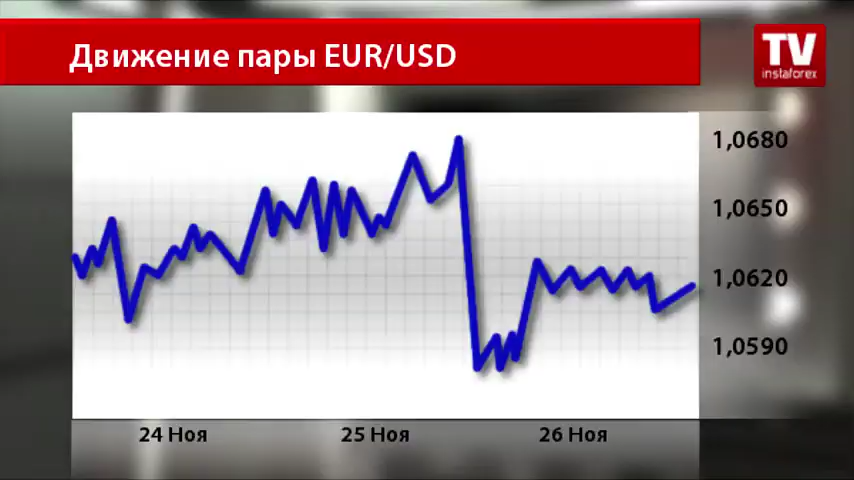 Движение пары EUR/USD
TV
instaforex
1,0680
1,0650
1,0620
1,0590
24 Ноя
25 Ноя
26 Ноя